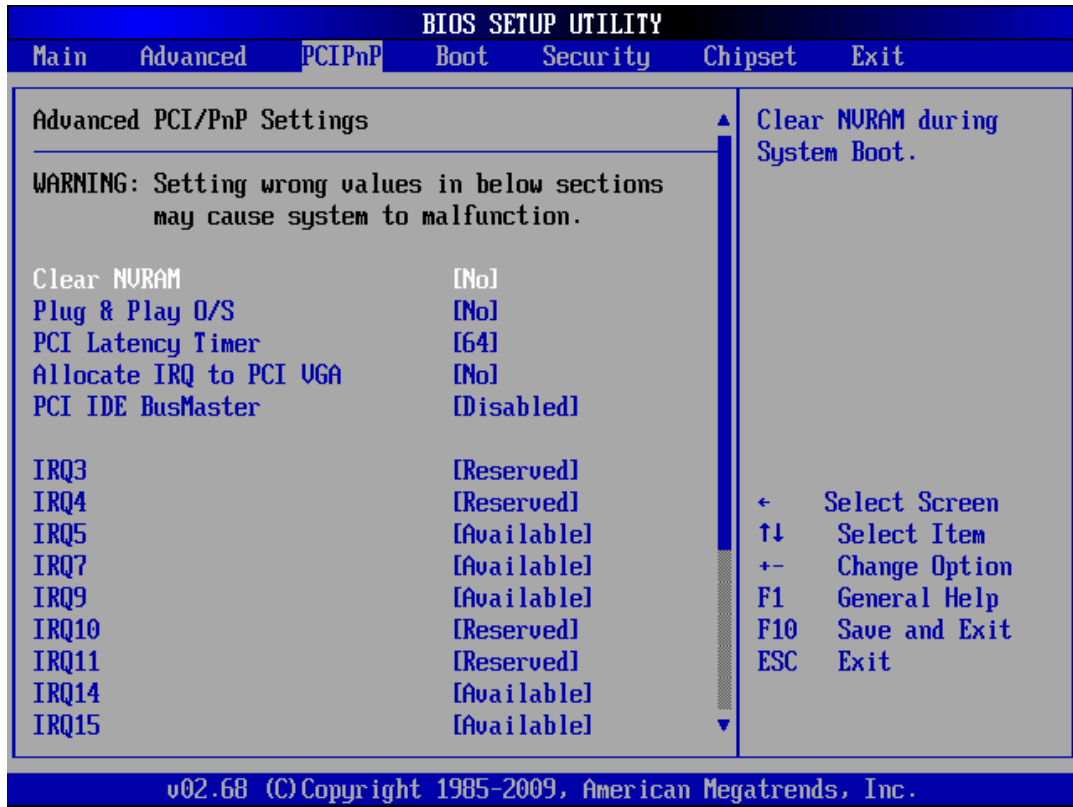 BIOS SETUP UTILITY
Main Advanced PCIPnP Boot Security Chipset Exit
Advanced PCI/PnP Settings
WARNING: Setting wrong values in below sections
may cause system to malfunction.
Clear NVRAM [No]
Plug & Play O/S [No]
PCI Latency Timer [64]
Allocate IRQ to PCI VGA [No]
PCI IDE BusMaster [Disabled]
IRQ3 [Reserved]
IRQ4 [Reserved]
IRQ5 [Available]
IRQ7 [Available]
IRQ9 [Available]
IRQ10 [Reserved]
IRQ11 [Reserved]
IRQ14 [Available]
IRQ15 [Available]
Clear NVRAM during
System Boot.
← Select Screen
↑↓ Select Item
+- Change Option
F1 General Help
F10 Save and Exit
ESC Exit
v02.68 (C)Copyright 1985-2009, American Megatrends, Inc.